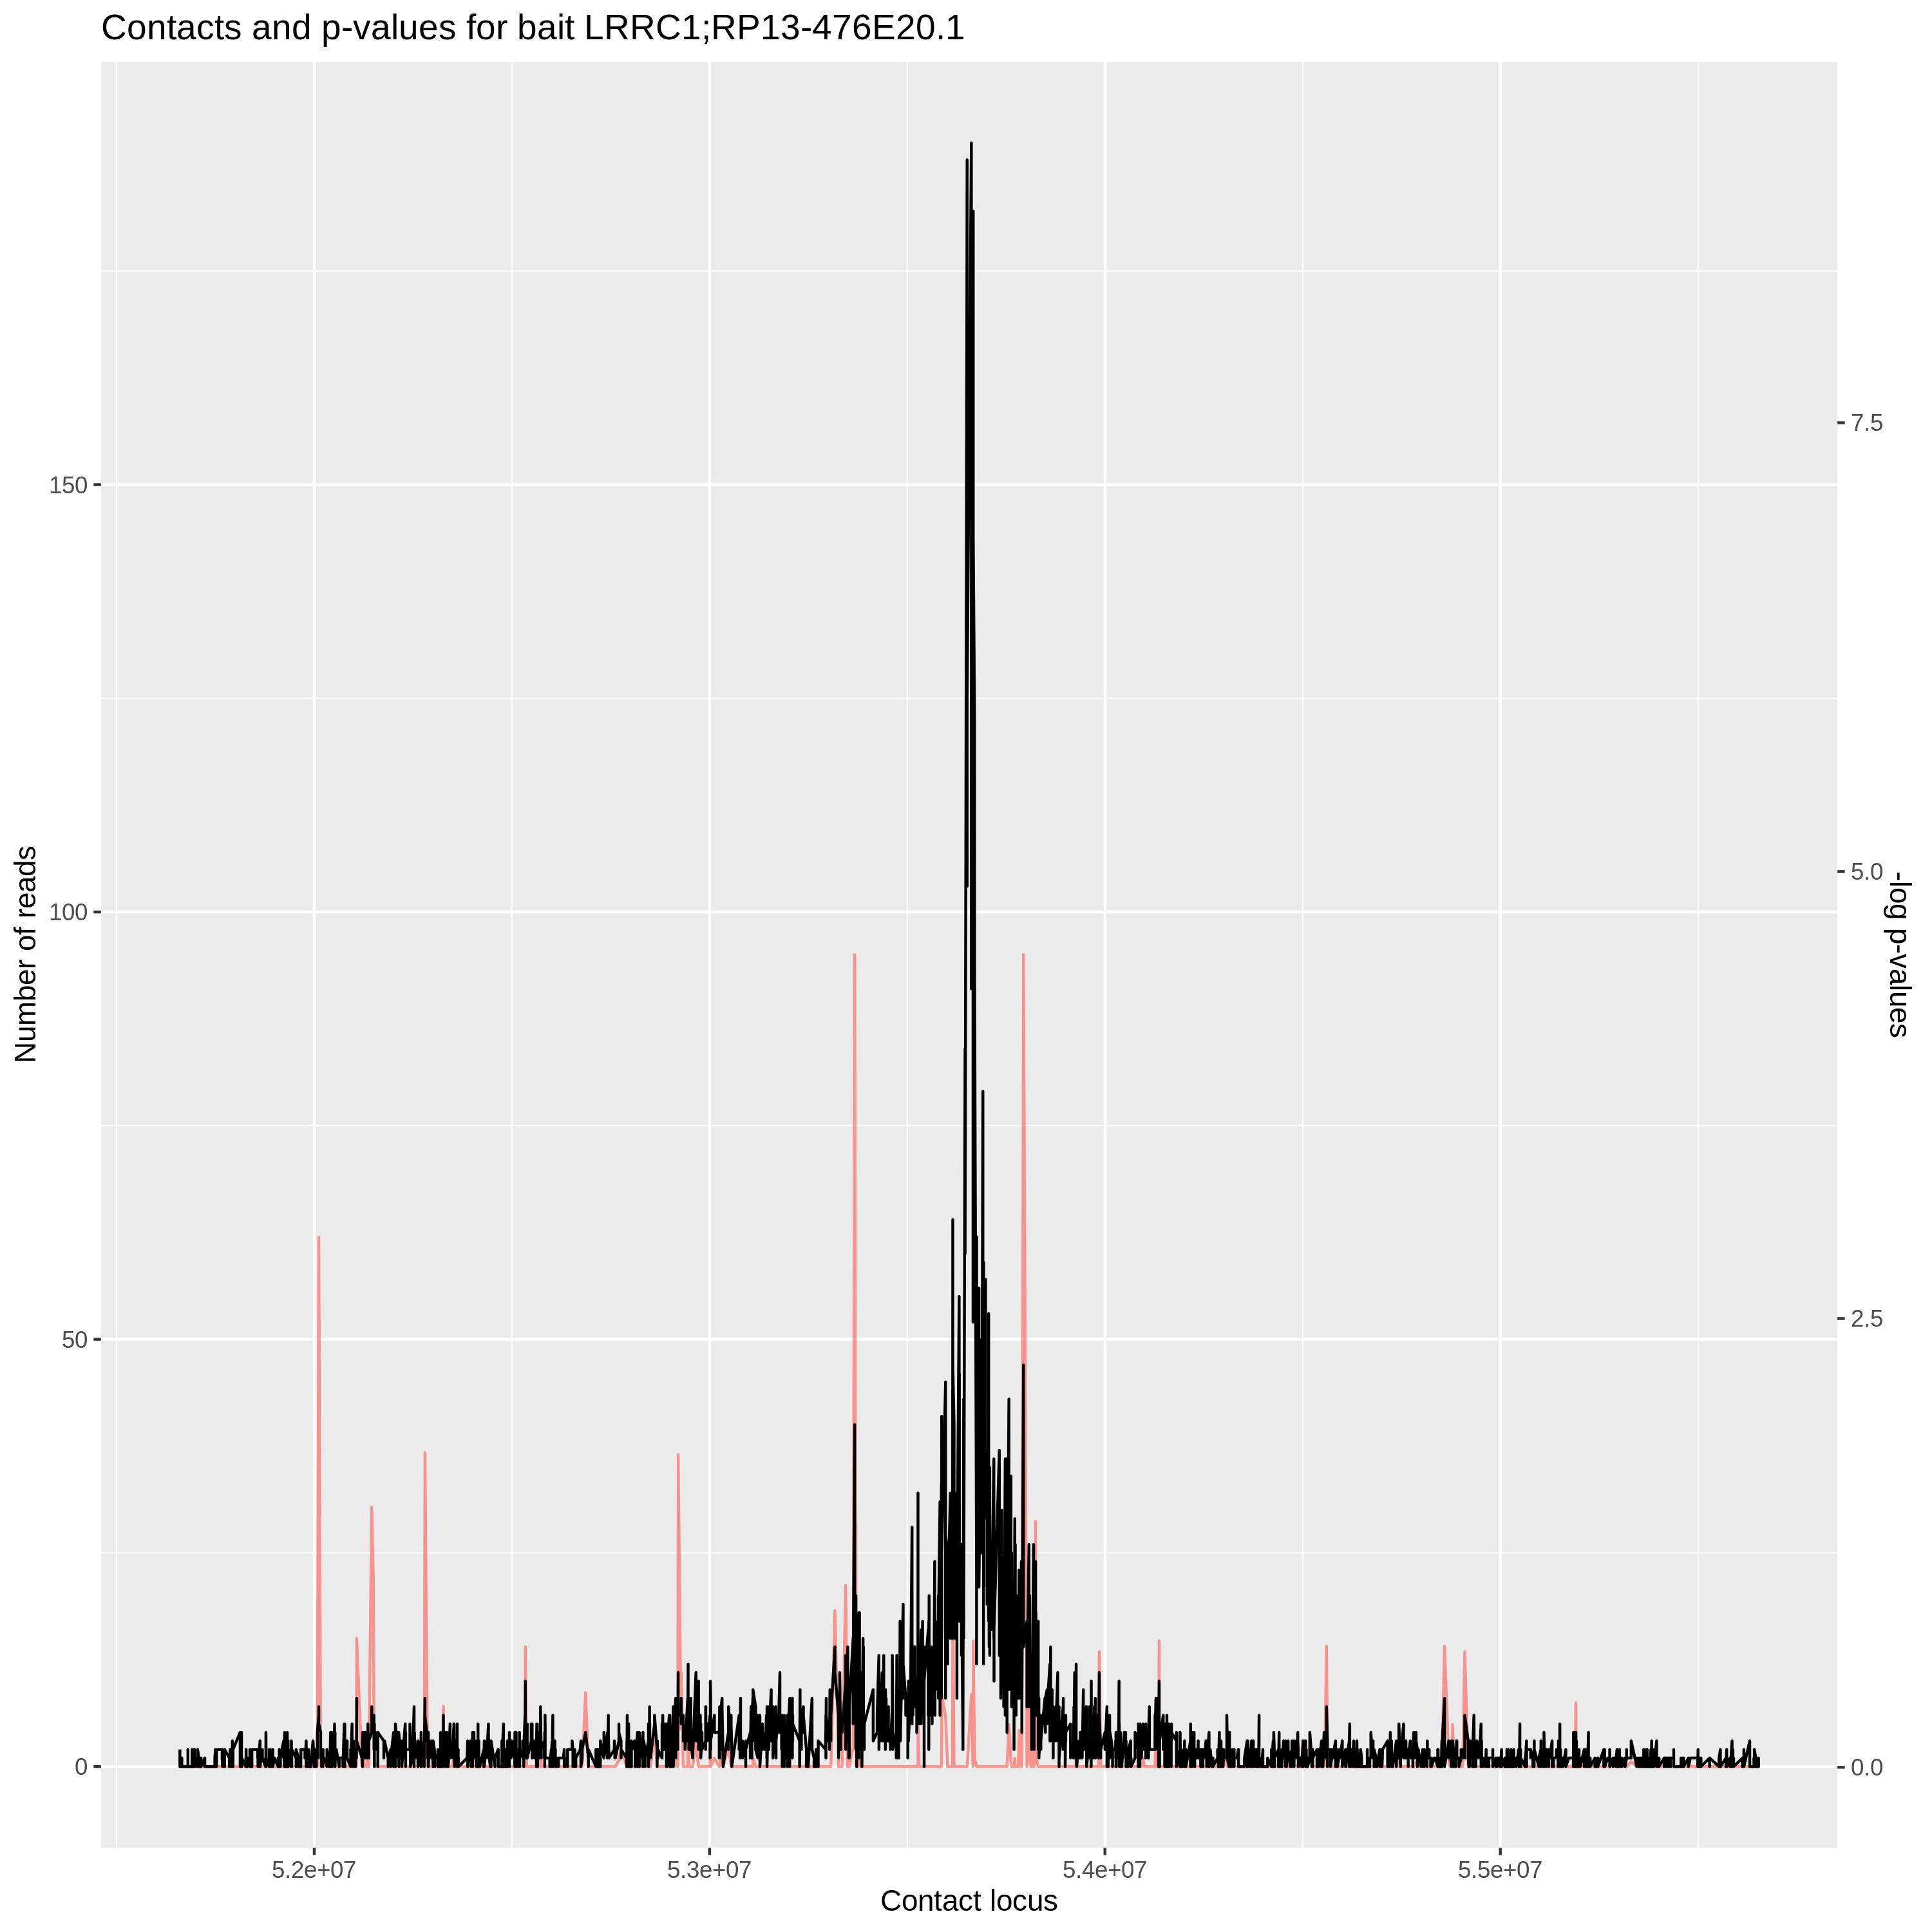 Contacts and p-values for bait LRRC1;RP13-476E20.1
Number of reads
150
100
50
0
7.5
5.0
2.5
0.0
-log p-values
5.2e+07 5.3e+07 5.4e+07 5.5e+07
Contact locus